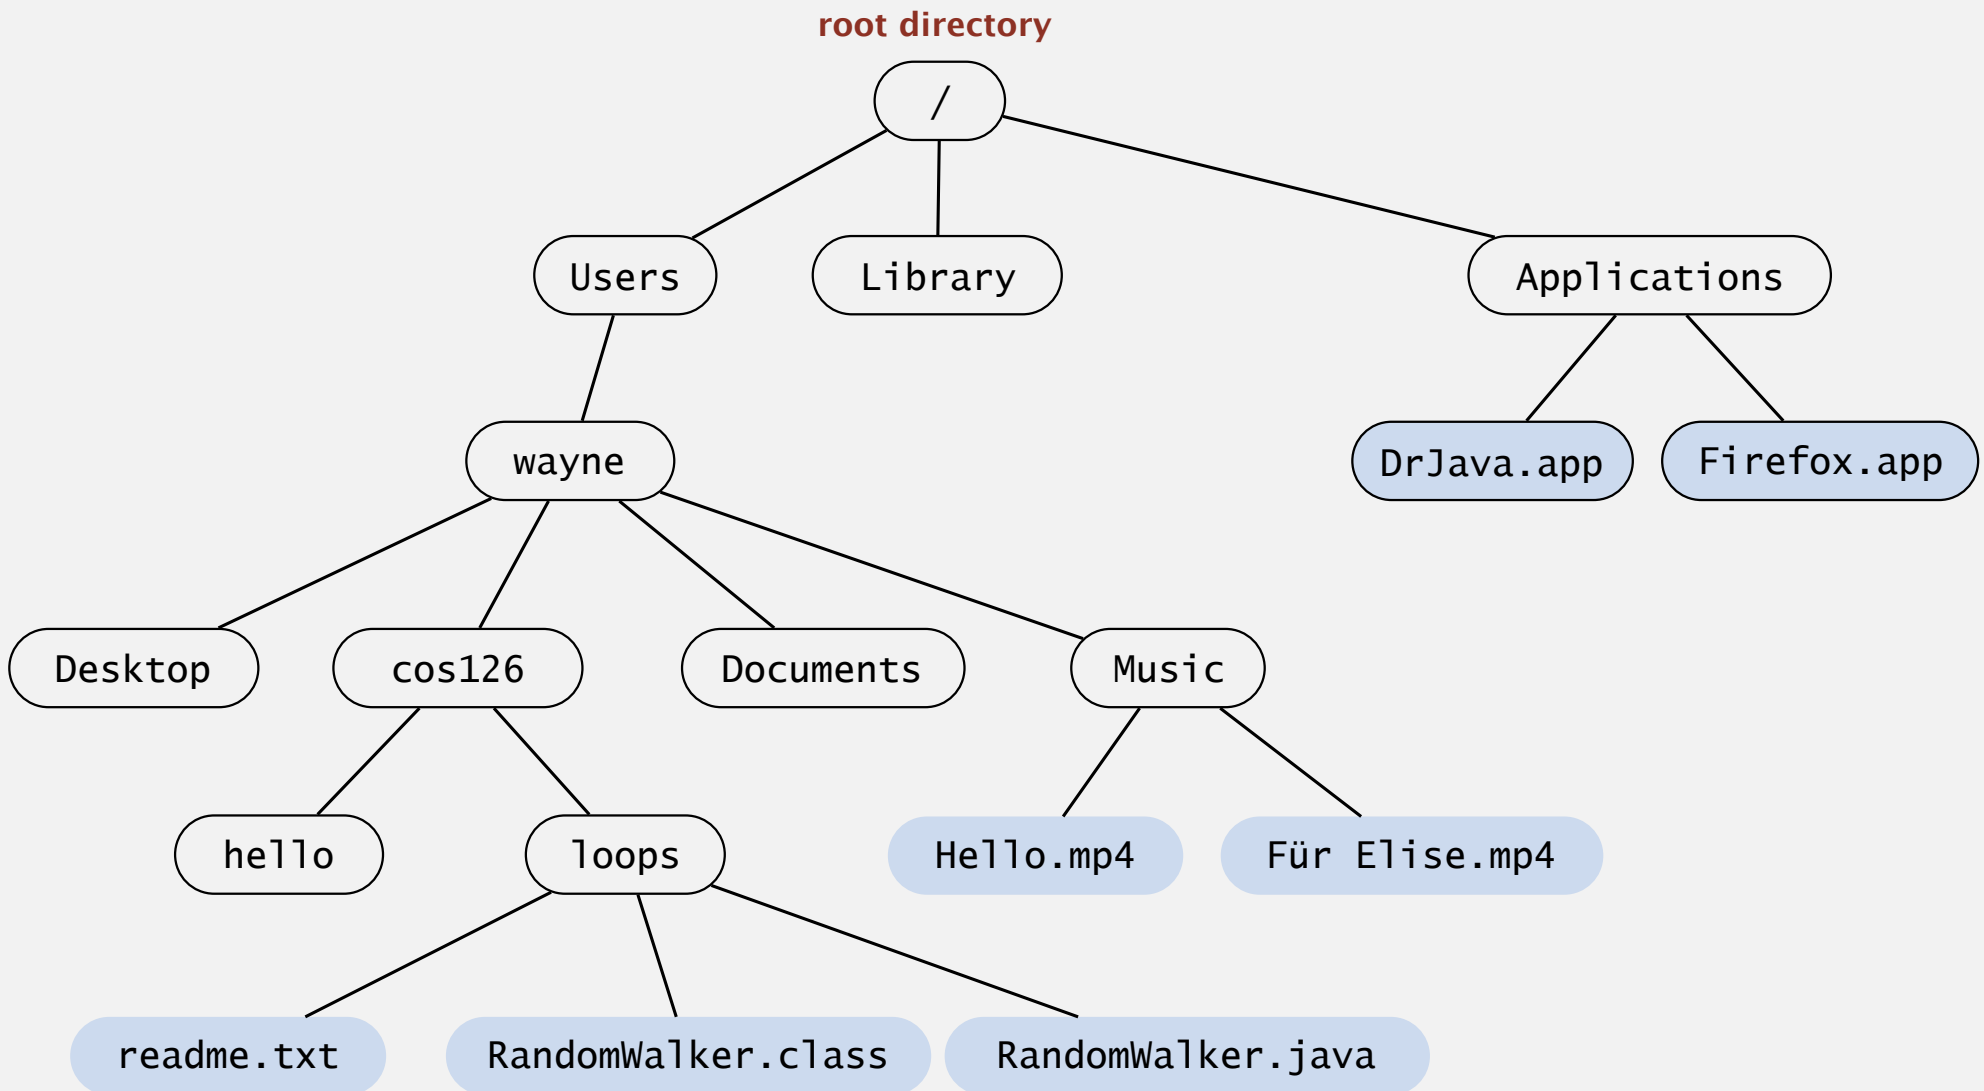 root directory
/
Users Library Applications
wayne DrJava.app Firefox.app
Desktop cos126 Documents Music
hello loops Hello.mp4 Für Elise.mp4
readme.txt RandomWalker.class RandomWalker.java